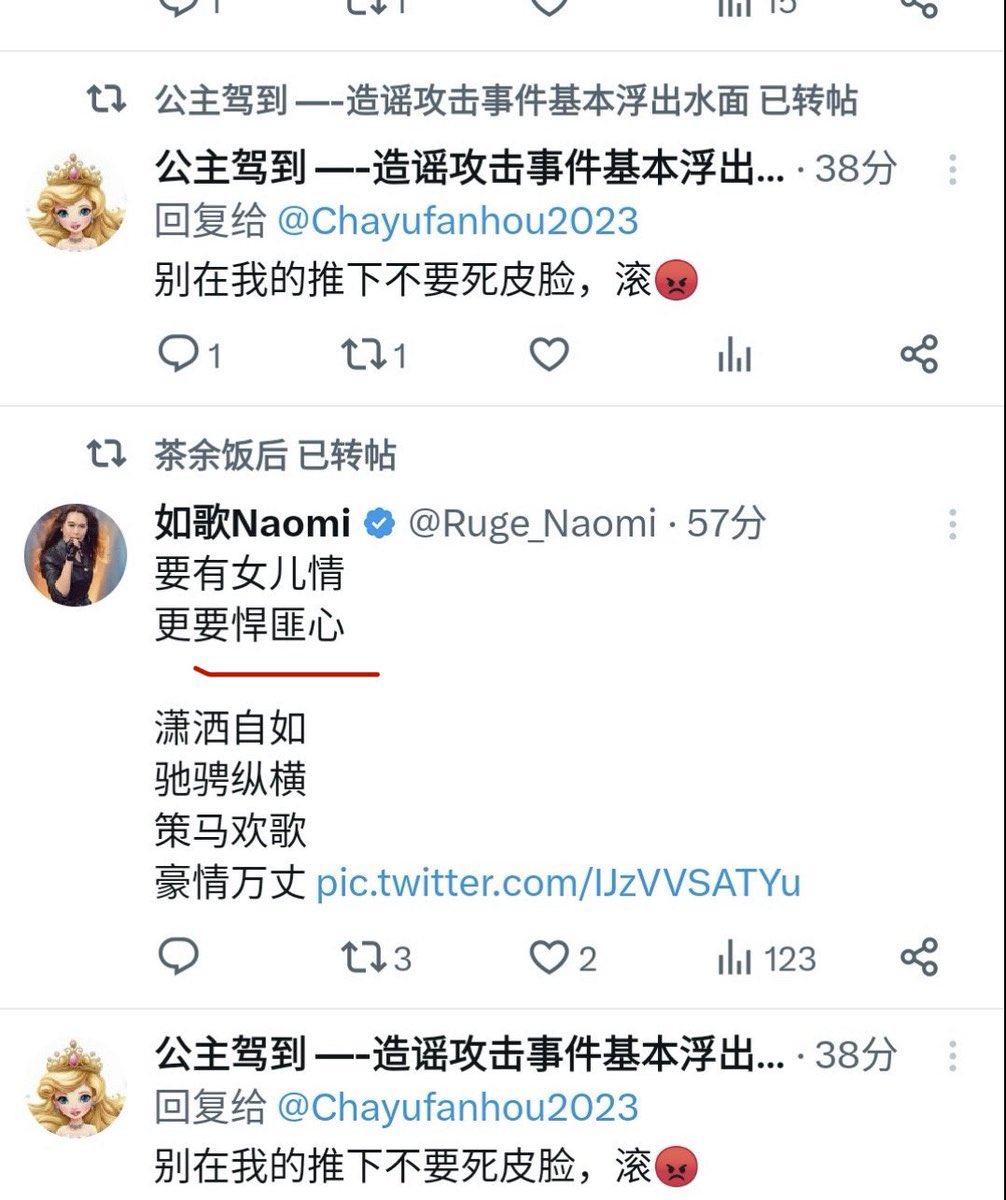 1 1 15
公主驾到 —-造谣攻击事件基本浮出水面 已转帖
公主驾到 —-造谣攻击事件基本浮出... · 38分
回复给 @Chayufanhou2023
别在我的推下不要死皮脸，滚😡
1 1
茶余饭后 已转帖
如歌Naomi @Ruge_Naomi · 57分
要有女儿情
更要悍匪心
潇洒自如
驰骋纵横
策马欢歌
豪情万丈 pic.twitter.com/IJzVVSATYu
3 2 123
公主驾到 —-造谣攻击事件基本浮出... · 38分
回复给 @Chayufanhou2023
别在我的推下不要死皮脸，滚😡